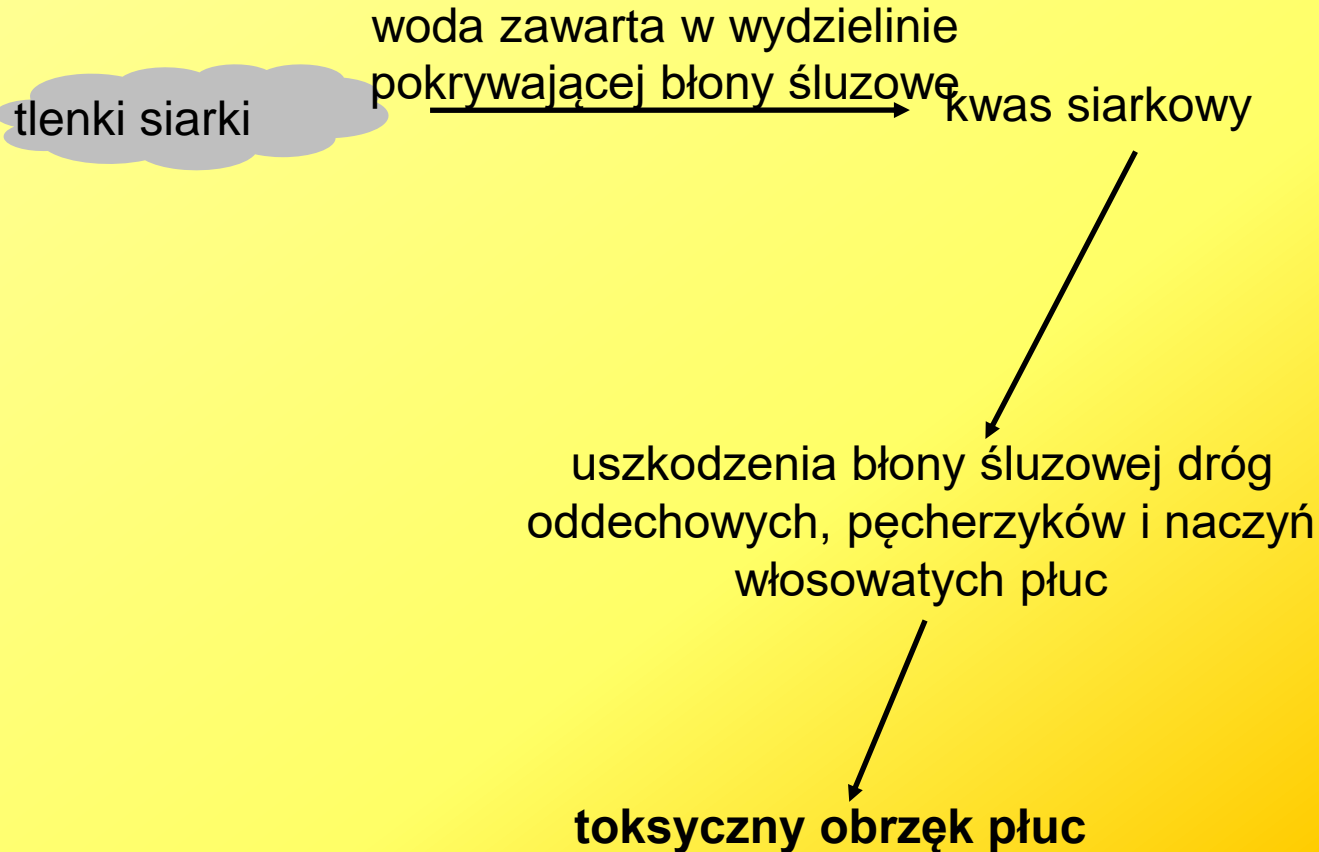 woda zawarta w wydzielinie
pokrywającej błony śluzowe
tlenki siarki
kwas siarkowy
uszkodzenia błony śluzowej dróg
oddechowych, pęcherzyków i naczyń
włosowatych płuc
toksyczny obrzęk płuc